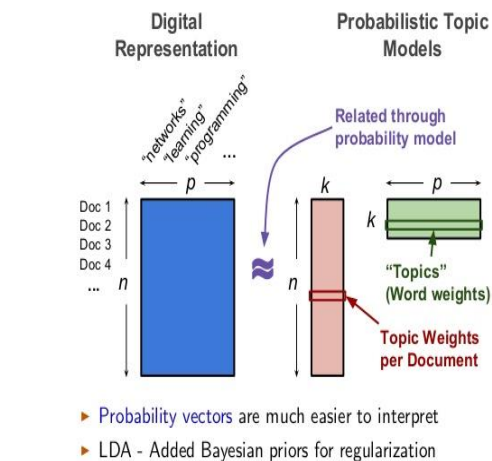 Digital
Representation
Probabilistic Topic
Models
"networks"
"learning"
"programming"
...
Related through
probability model
p
k
p
Doc 1
Doc 2
Doc 3
Doc 4
...
n
≈
n
k
"Topics"
(Word weights)
Topic Weights
per Document
▸ Probability vectors are much easier to interpret
▸ LDA - Added Bayesian priors for regularization